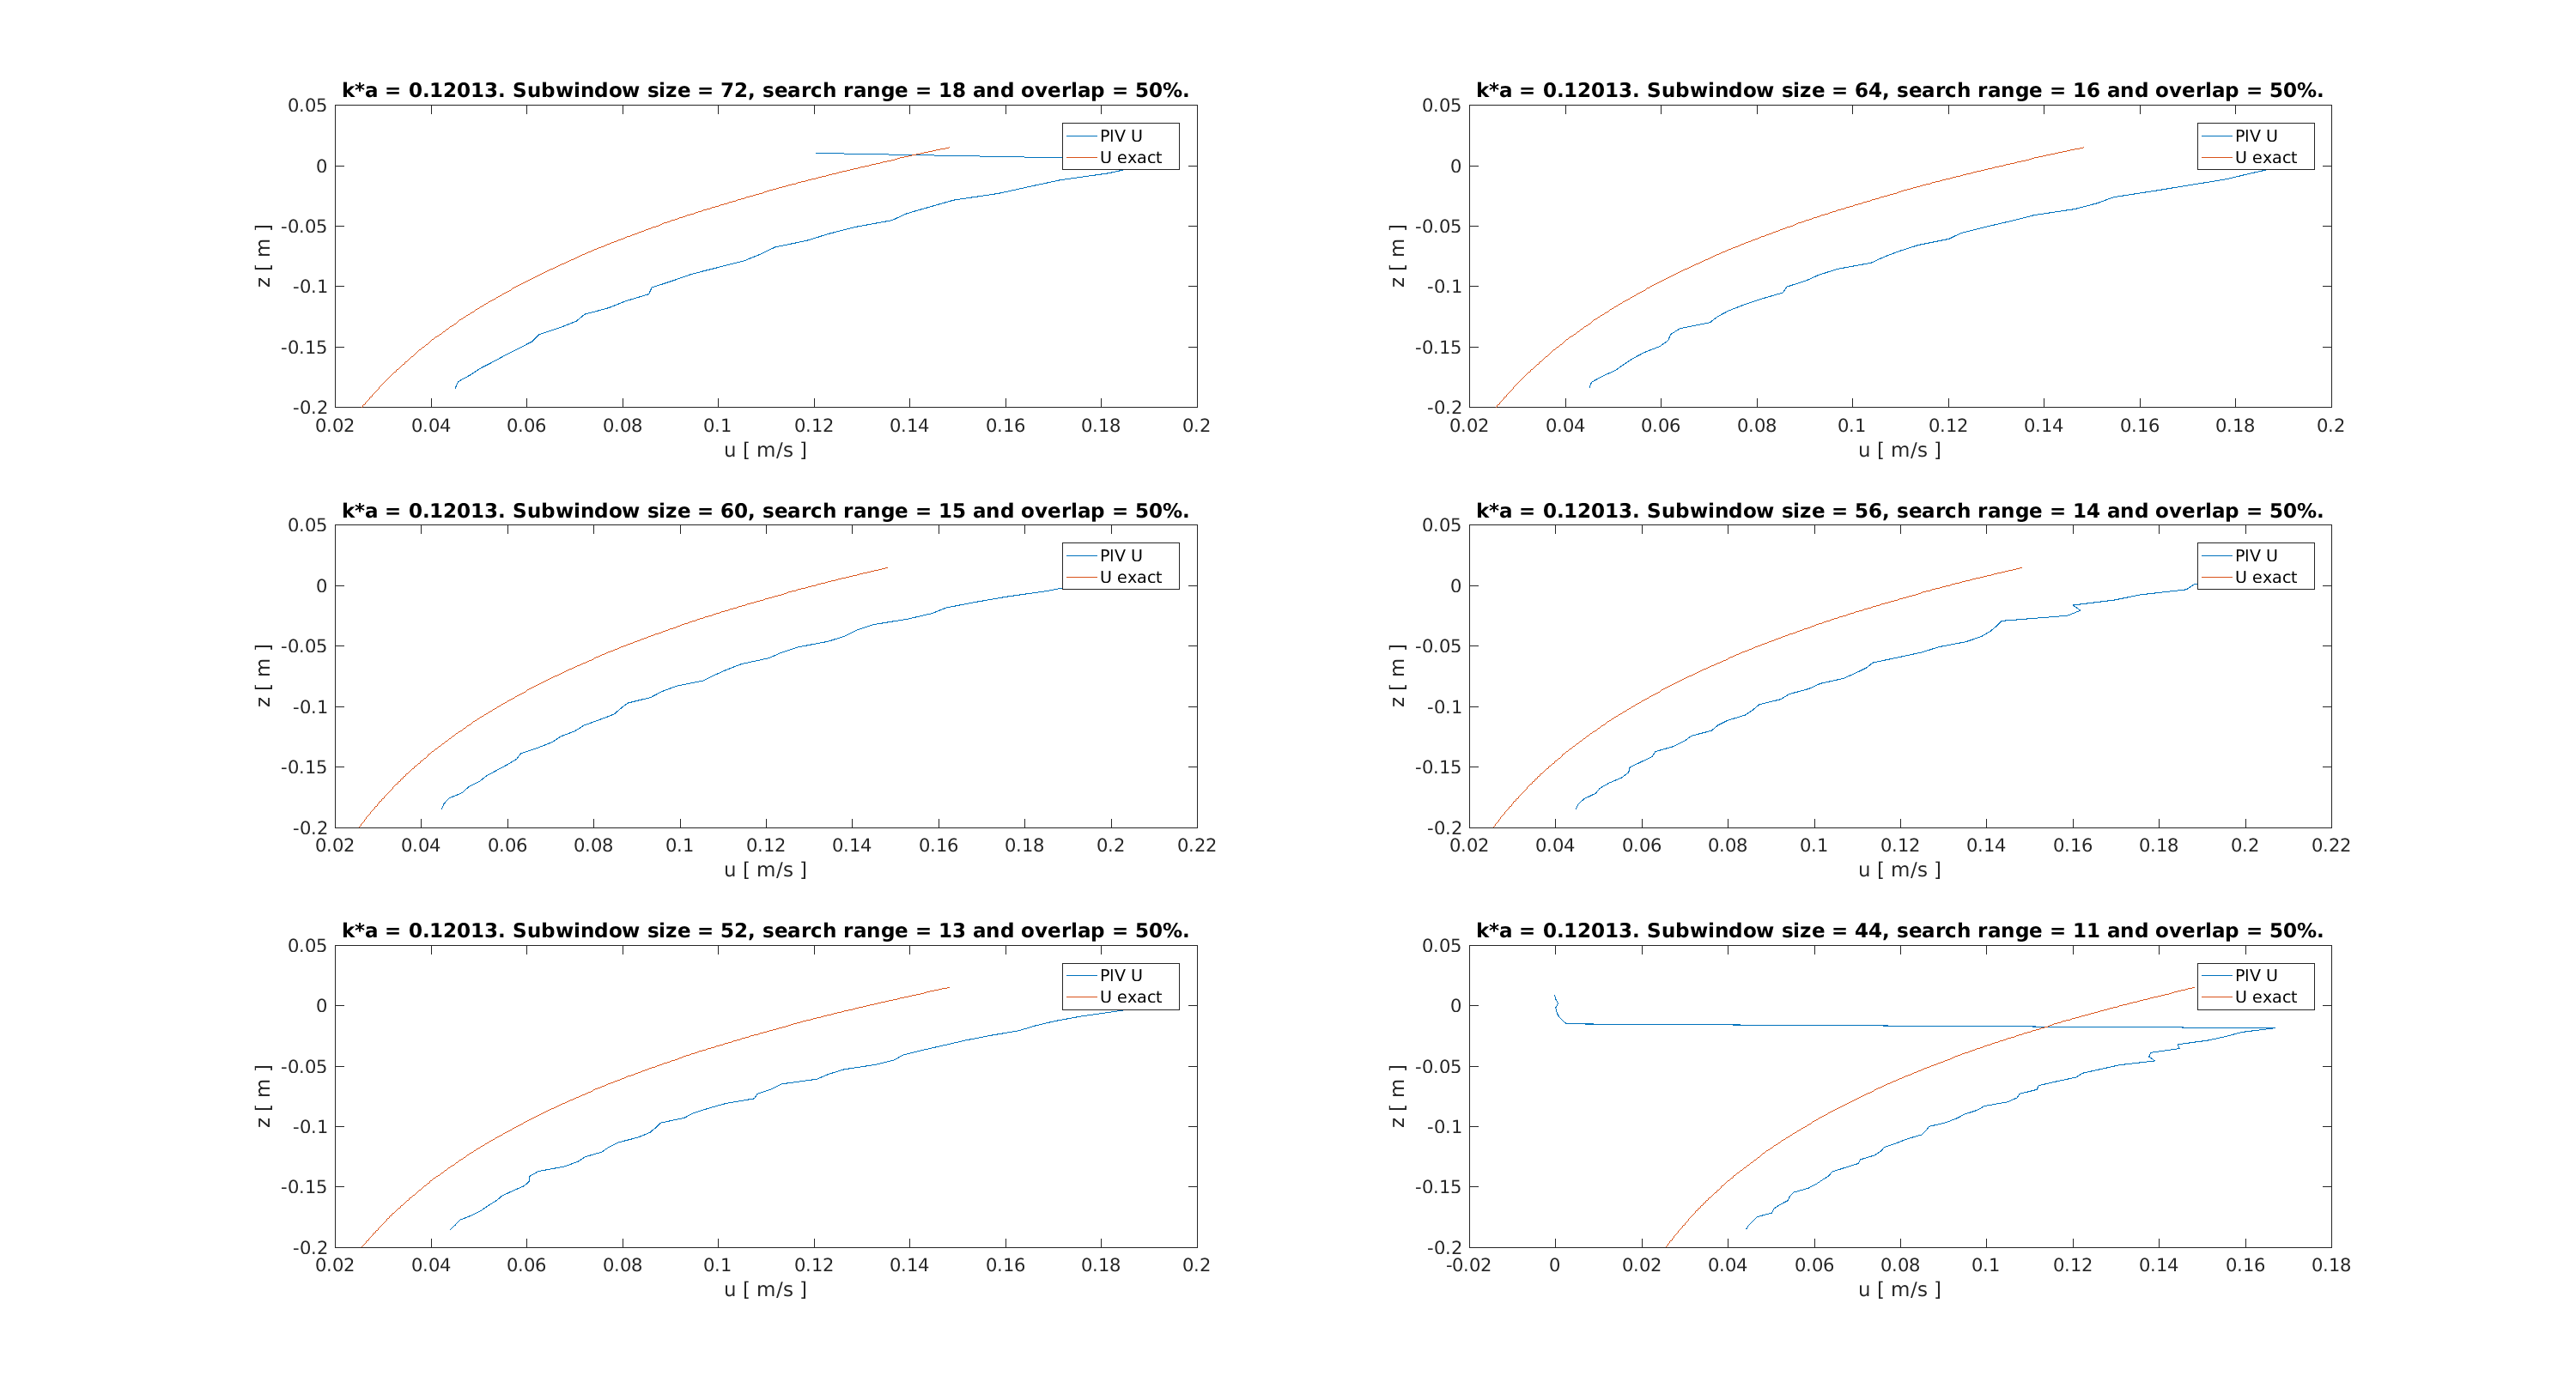 k*a = 0.12013. Subwindow size = 72, search range = 18 and overlap = 50%.
0.05
0
-0.05
-0.1
-0.15
-0.2
z [ m ]
PIV U
U exact
0.02 0.04 0.06 0.08 0.1 0.12 0.14 0.16 0.18 0.2
u [ m/s ]
k*a = 0.12013. Subwindow size = 64, search range = 16 and overlap = 50%.
0.05
0
-0.05
-0.1
-0.15
-0.2
z [ m ]
PIV U
U exact
0.02 0.04 0.06 0.08 0.1 0.12 0.14 0.16 0.18 0.2
u [ m/s ]
k*a = 0.12013. Subwindow size = 60, search range = 15 and overlap = 50%.
0.05
0
-0.05
-0.1
-0.15
-0.2
z [ m ]
PIV U
U exact
0.02 0.04 0.06 0.08 0.1 0.12 0.14 0.16 0.18 0.2 0.22
u [ m/s ]
k*a = 0.12013. Subwindow size = 56, search range = 14 and overlap = 50%.
0.05
0
-0.05
-0.1
-0.15
-0.2
z [ m ]
PIV U
U exact
0.02 0.04 0.06 0.08 0.1 0.12 0.14 0.16 0.18 0.2 0.22
u [ m/s ]
k*a = 0.12013. Subwindow size = 52, search range = 13 and overlap = 50%.
0.05
0
-0.05
-0.1
-0.15
-0.2
z [ m ]
PIV U
U exact
0.02 0.04 0.06 0.08 0.1 0.12 0.14 0.16 0.18 0.2
u [ m/s ]
k*a = 0.12013. Subwindow size = 44, search range = 11 and overlap = 50%.
0.05
0
-0.05
-0.1
-0.15
-0.2
z [ m ]
PIV U
U exact
-0.02 0 0.02 0.04 0.06 0.08 0.1 0.12 0.14 0.16 0.18
u [ m/s ]